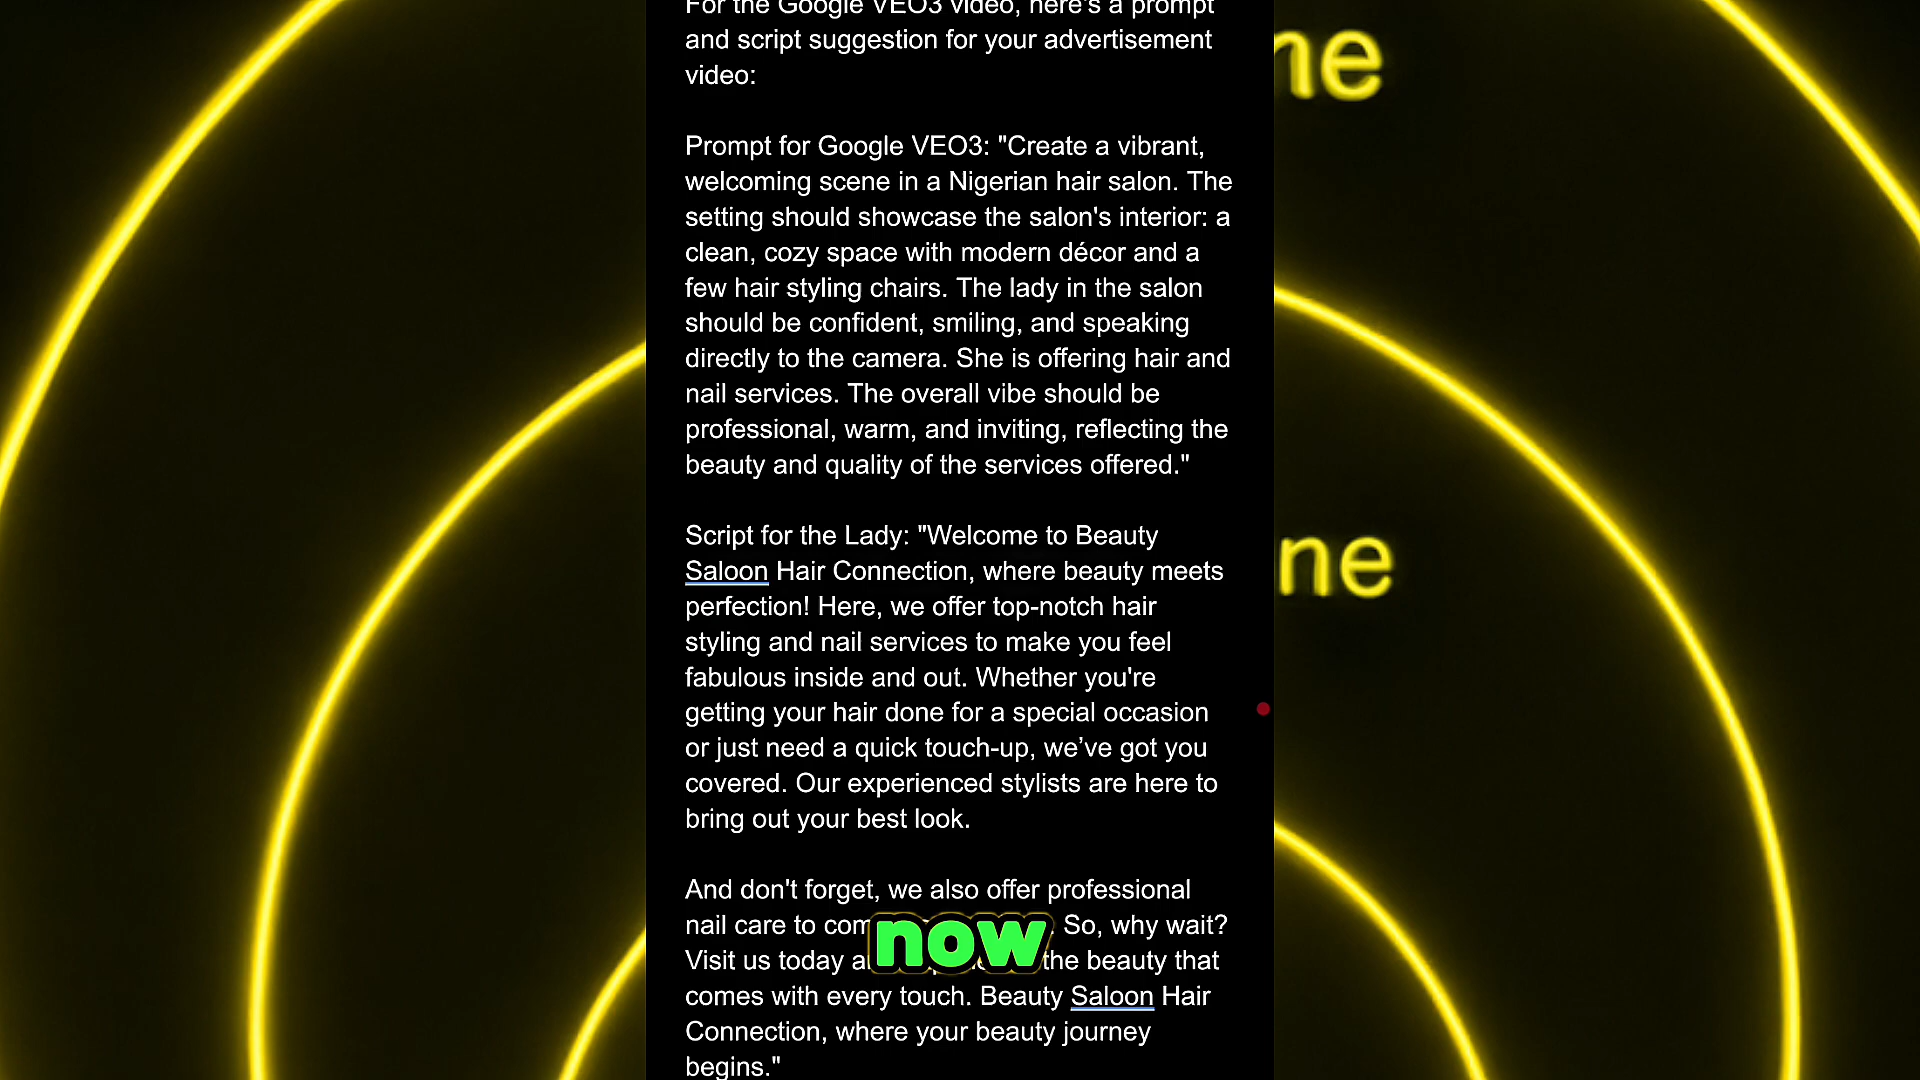 For the Google VEO3 video, here's a prompt
and script suggestion for your advertisement
video:
Prompt for Google VEO3: "Create a vibrant,
welcoming scene in a Nigerian hair salon. The
setting should showcase the salon's interior: a
clean, cozy space with modern décor and a
few hair styling chairs. The lady in the salon
should be confident, smiling, and speaking
directly to the camera. She is offering hair and
nail services. The overall vibe should be
professional, warm, and inviting, reflecting the
beauty and quality of the services offered."
Script for the Lady: "Welcome to Beauty
Saloon Hair Connection, where beauty meets
perfection! Here, we offer top-notch hair
styling and nail services to make you feel
fabulous inside and out. Whether you're
getting your hair done for a special occasion
or just need a quick touch-up, we’ve got you
covered. Our experienced stylists are here to
bring out your best look.
And don't forget, we also offer professional
nail care to So, why wait?
Visit us today the beauty that
comes with every touch. Beauty Saloon Hair
Connection, where your beauty journey
begins."
now
ne
ne